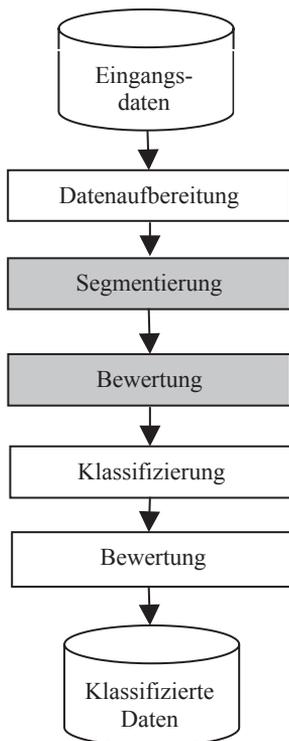 Eingangs-
daten
Datenaufbereitung
Segmentierung
Bewertung
Klassifizierung
Bewertung
Klassifizierte
Daten